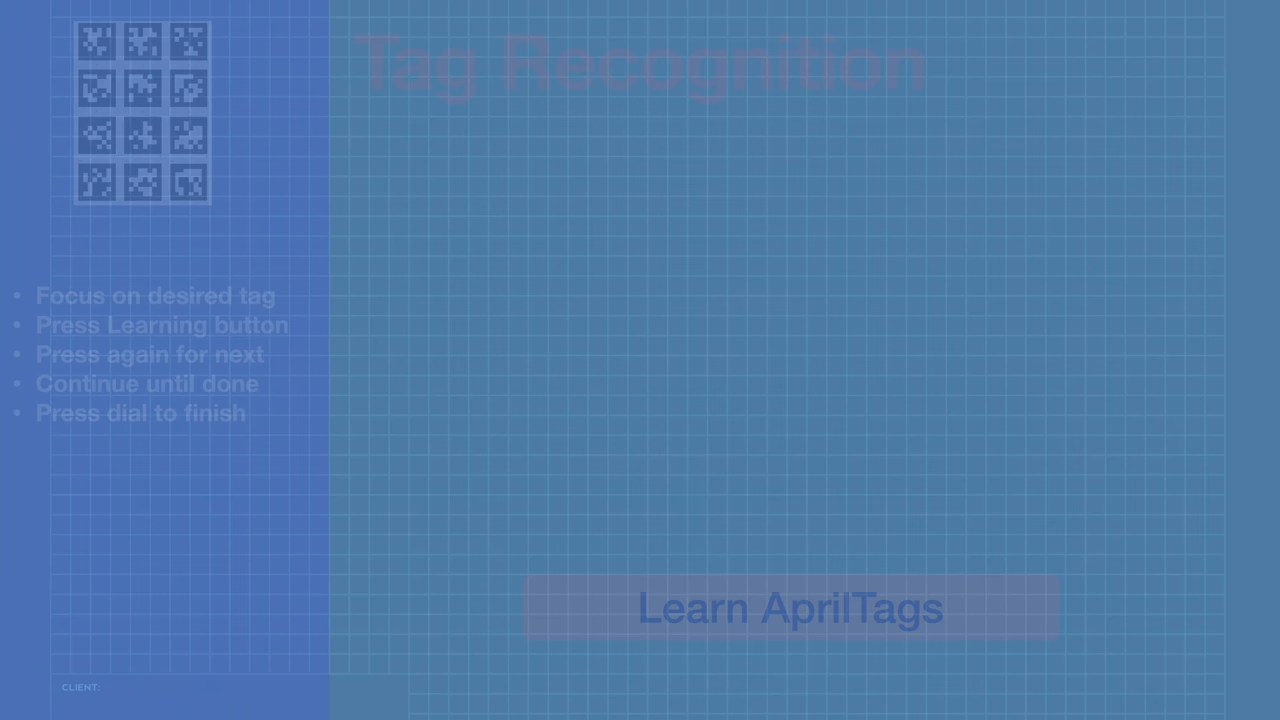 Tag Recognition
• Focus on desired tag
• Press Learning button
• Press again for next
• Continue until done
• Press dial to finish
Learn AprilTags
CLIENT: